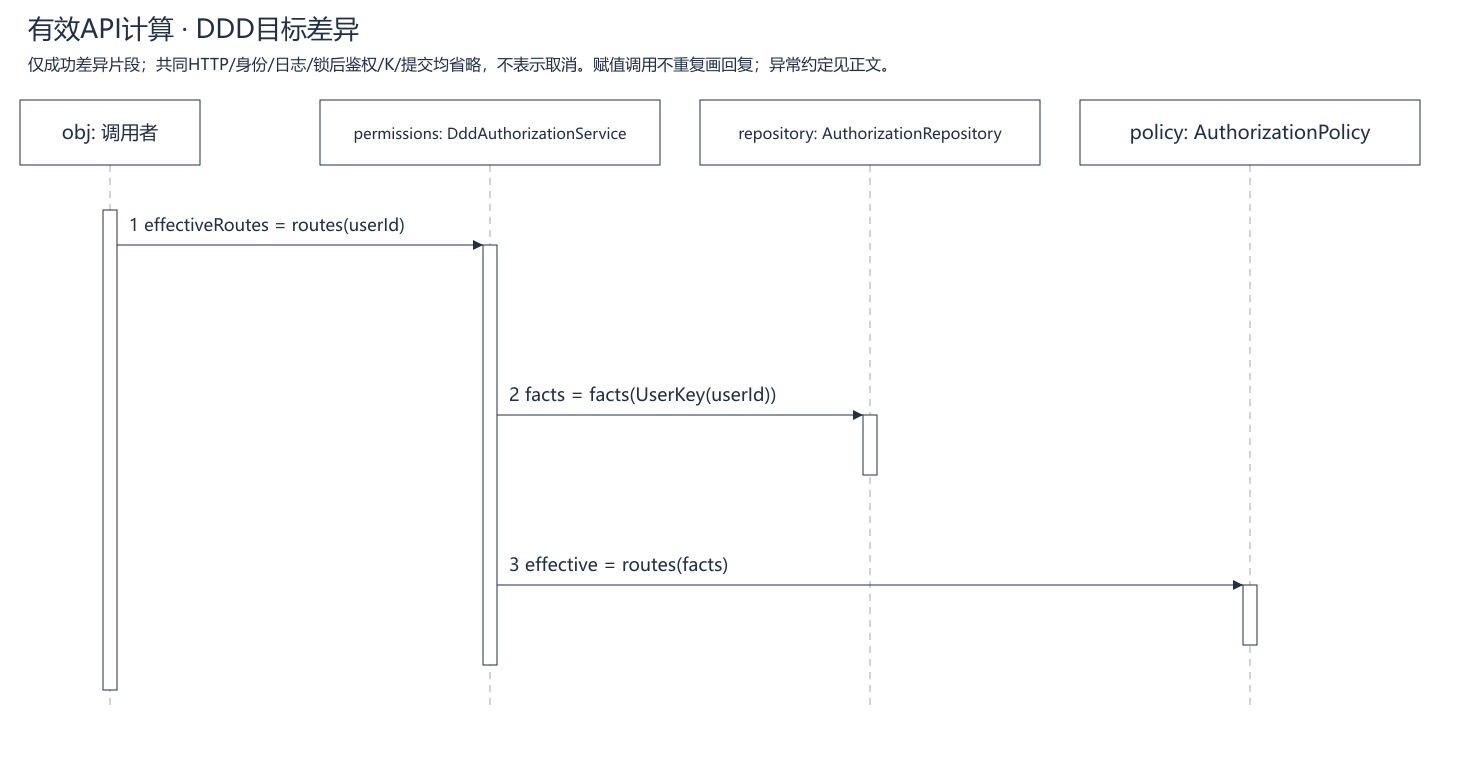 有效API计算 · DDD目标差异
仅成功差异片段；共同HTTP/身份/日志/锁后鉴权/K/提交均省略，不表示取消。赋值调用不重复画回复；异常约定见正文。
obj: 调用者
permissions: DddAuthorizationService
repository: AuthorizationRepository
policy: AuthorizationPolicy
1 effectiveRoutes = routes(userId)
2 facts = facts(UserKey(userId))
3 effective = routes(facts)